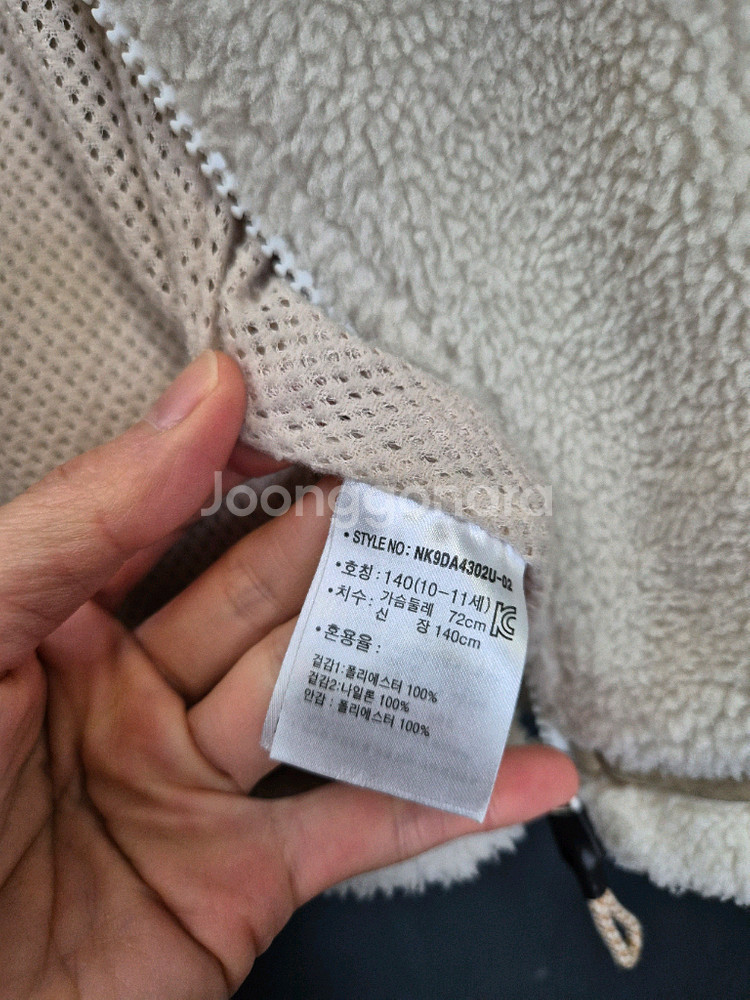 Joonggonara
• STYLE NO: NK9DA4302U-02
• 호칭 : 140(10-11세)
• 치수 : 가슴둘레 72cm
신 장 140cm
• 혼용율 :
겉감1:폴리에스터 100%
겉감2:나일론 100%
안감 : 폴리에스터 100%